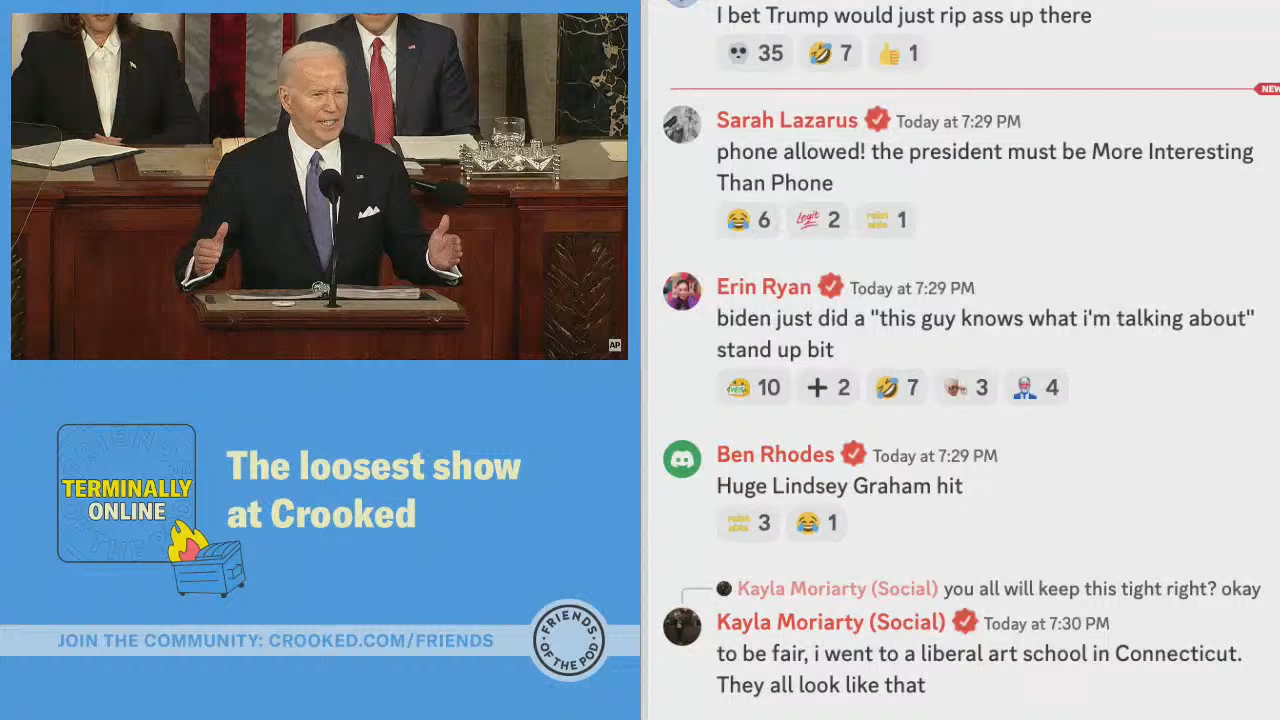 AP
TERMINALLY
ONLINE
The loosest show
at Crooked
JOIN THE COMMUNITY: CROOKED.COM/FRIENDS
FRIENDS
OF THE POD
I bet Trump would just rip ass up there
35 7 1
NEW
Sarah Lazarus Today at 7:29 PM
phone allowed! the president must be More Interesting
Than Phone
6 Legit 2 1
Erin Ryan Today at 7:29 PM
biden just did a "this guy knows what i'm talking about"
stand up bit
10 2 7 3 4
Ben Rhodes Today at 7:29 PM
Huge Lindsey Graham hit
3 1
Kayla Moriarty (Social) you all will keep this tight right? okay
Kayla Moriarty (Social) Today at 7:30 PM
to be fair, i went to a liberal art school in Connecticut.
They all look like that